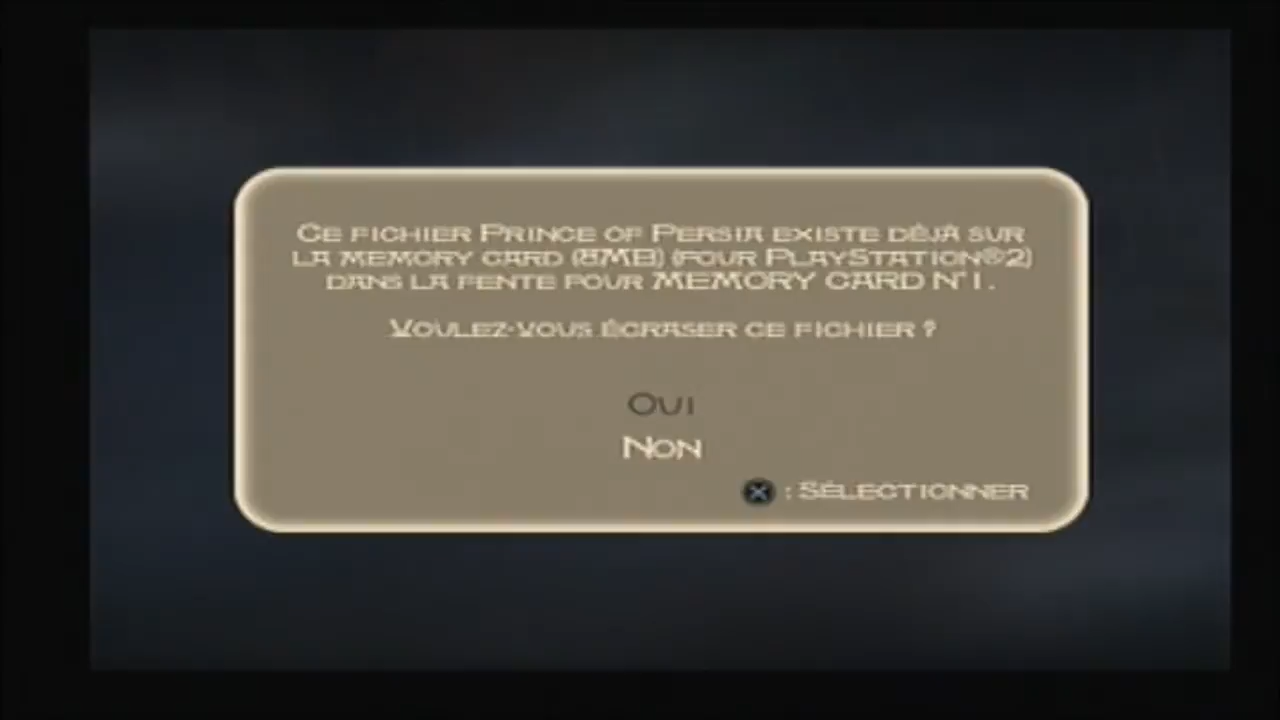 Ce fichier Prince of Persia existe déjà sur
la memory card (8MB) (pour PlayStation®2)
dans la fente pour MEMORY CARD N°1.
Voulez-vous écraser ce fichier ?
Oui
Non
: Sélectionner